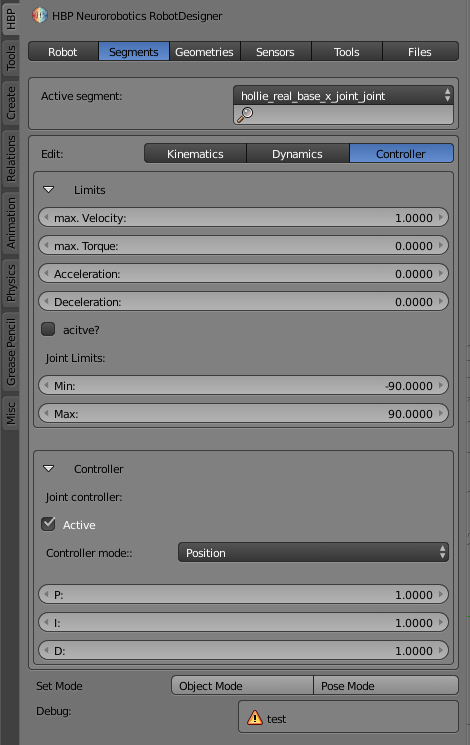 HBP
Tools
Create
Relations
Animation
Physics
Grease Pencil
Misc
HBP Neurorobotics RobotDesigner
Robot Segments Geometries Sensors Tools Files
Active segment: hollie_real_base_x_joint_joint
Edit: Kinematics Dynamics Controller
Limits
max. Velocity: 1.0000
max. Torque: 0.0000
Acceleration: 0.0000
Deceleration: 0.0000
acitve?
Joint Limits:
Min: -90.0000
Max: 90.0000
Controller
Joint controller:
Active
Controller mode:: Position
P: 1.0000
I: 1.0000
D: 1.0000
Set Mode Object Mode Pose Mode
Debug: test